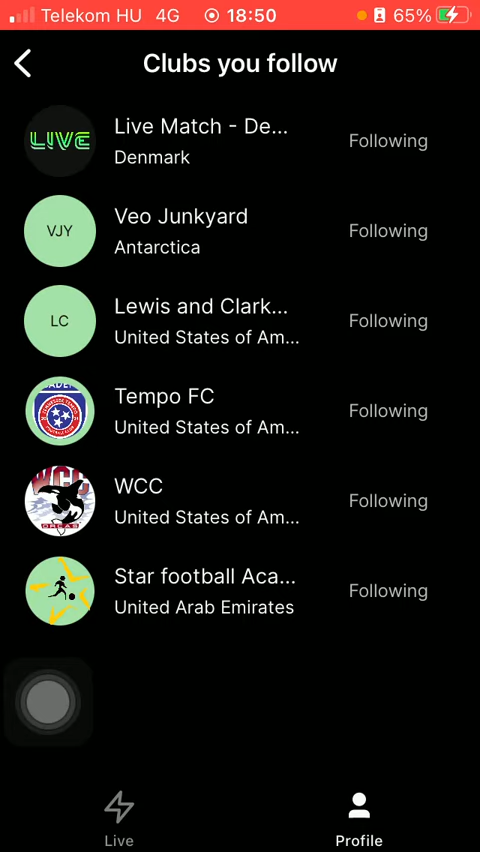 Telekom HU 4G 18:50 65%
Clubs you follow
LIVE
Live Match - De...
Denmark
Following
VJY
Veo Junkyard
Antarctica
Following
LC
Lewis and Clark...
United States of Am...
Following
Tempo FC
United States of Am...
Following
WCC
ORCAS
WCC
United States of Am...
Following
Star football Aca...
United Arab Emirates
Following
Live
Profile